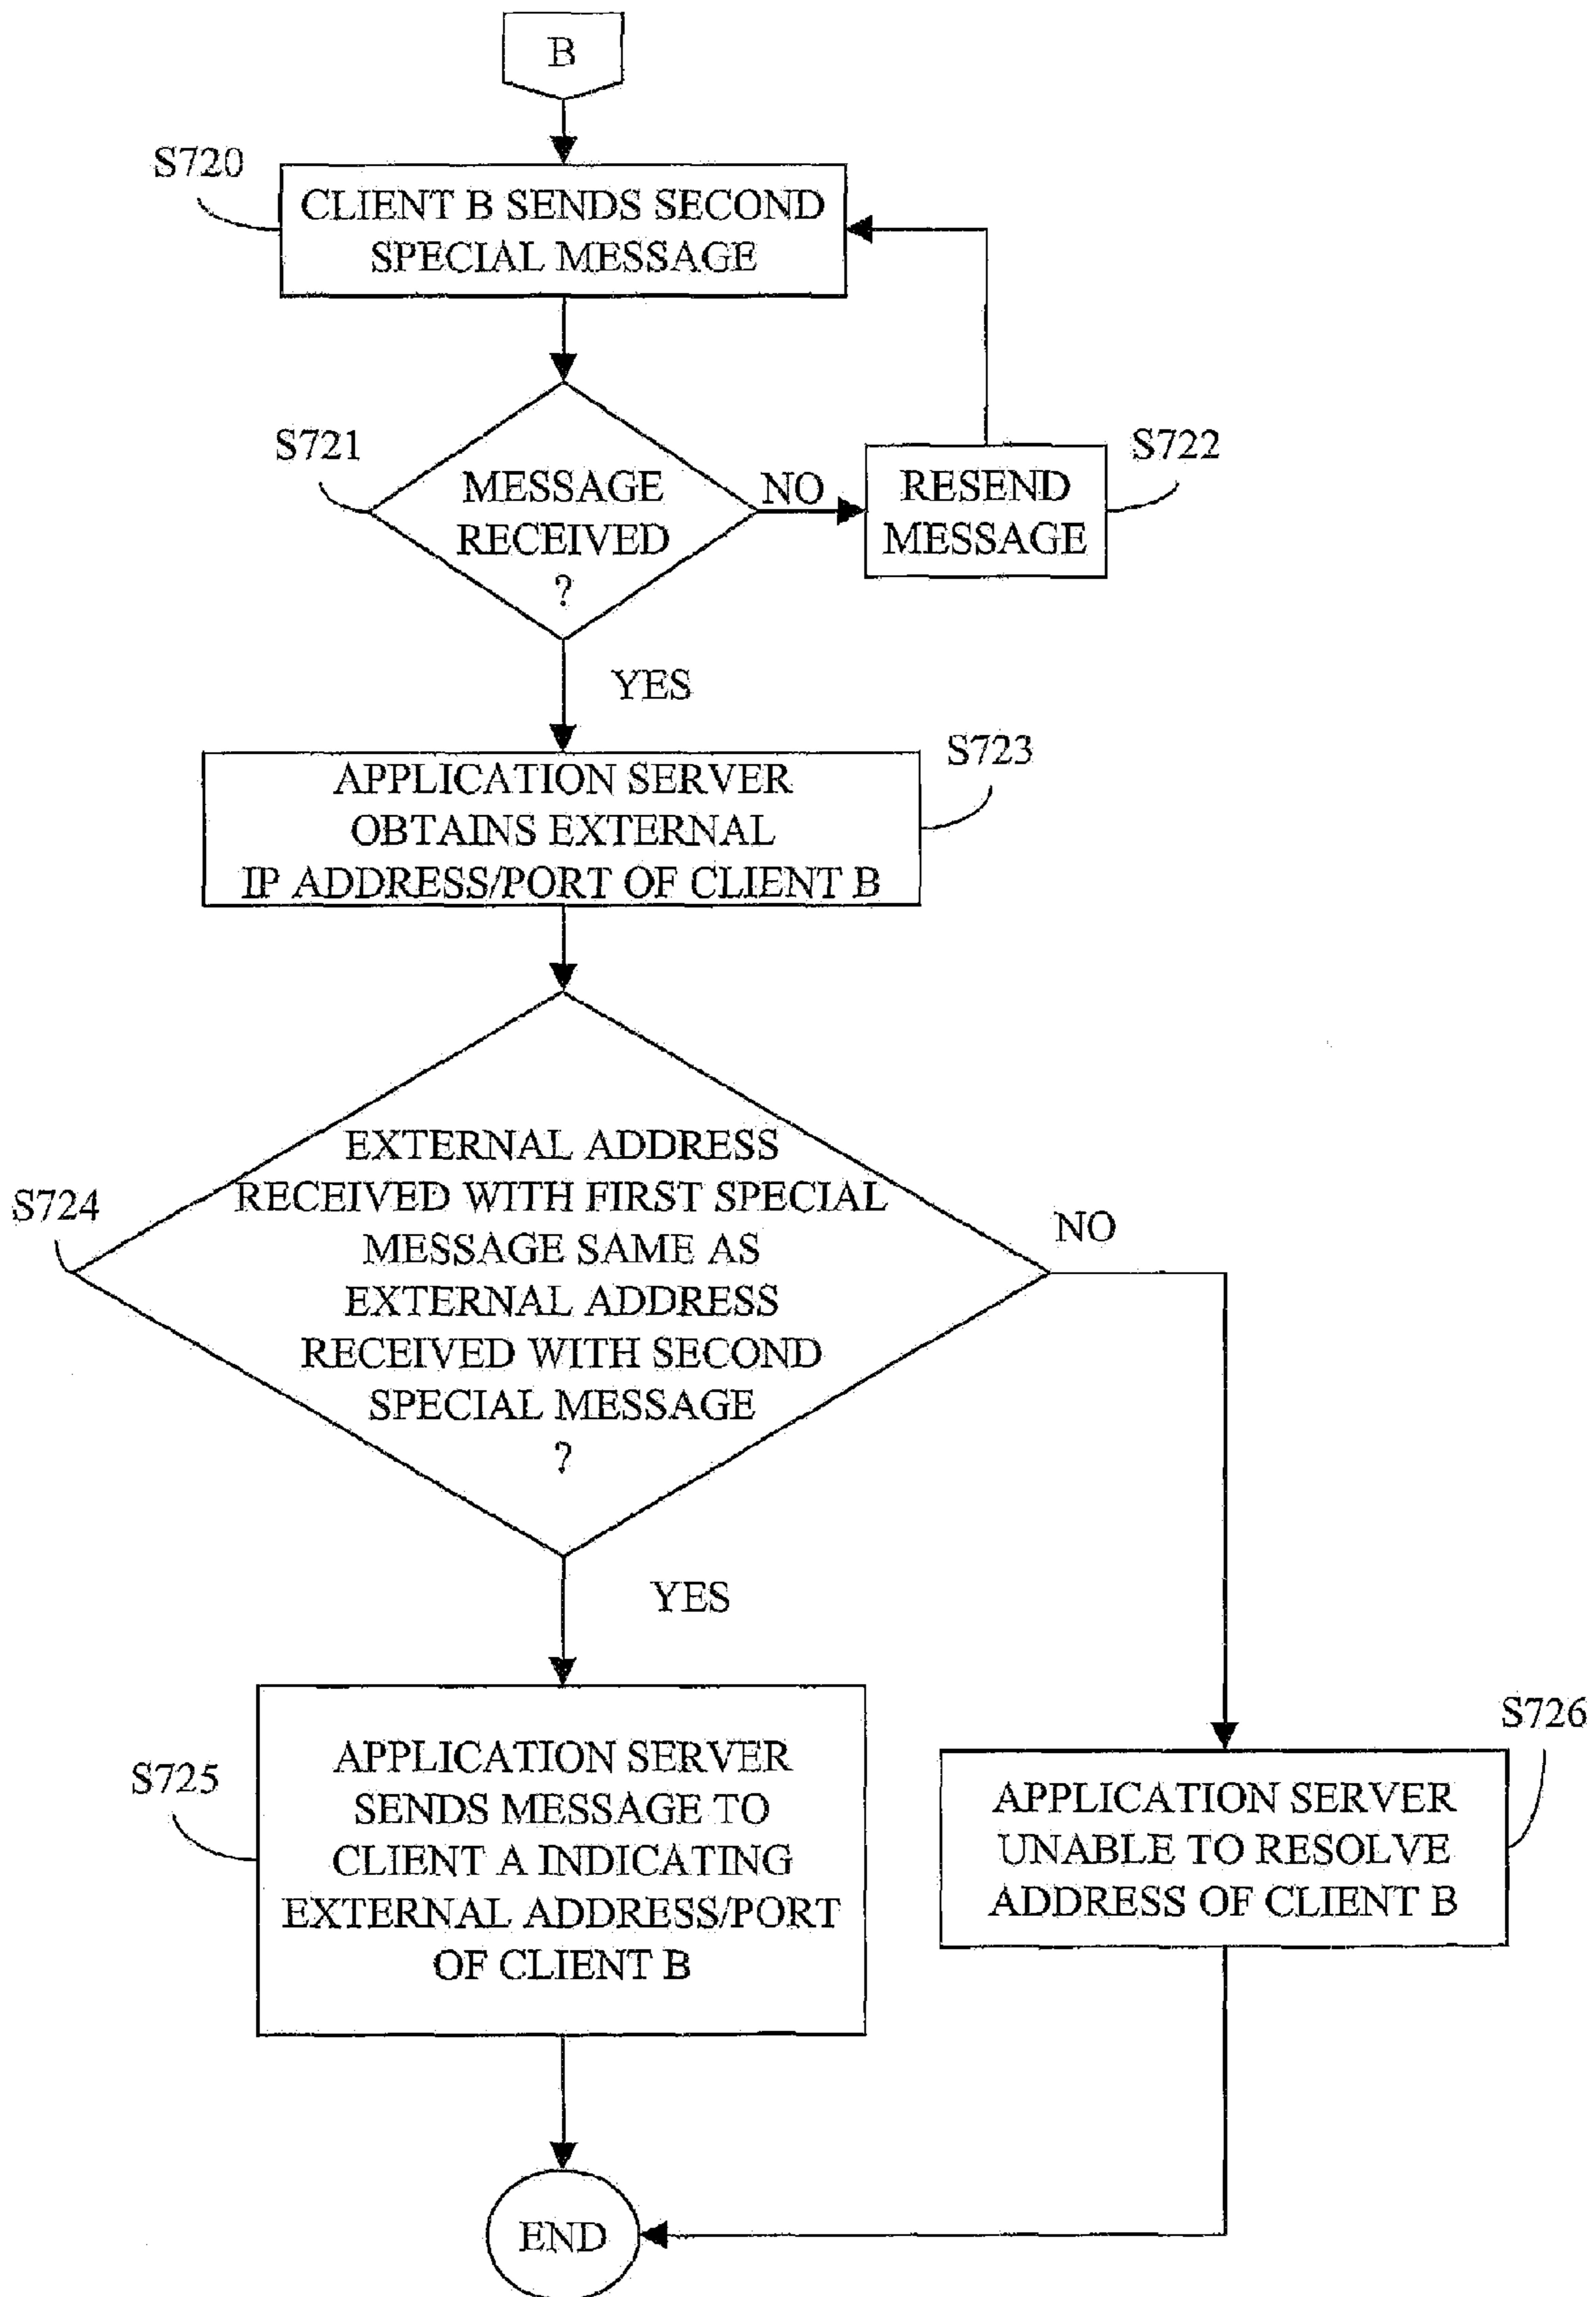 B
S720
CLIENT B SENDS SECOND
SPECIAL MESSAGE
S721
MESSAGE
RECEIVED
?
NO
RESEND
MESSAGE
S722
YES
APPLICATION SERVER
OBTAINS EXTERNAL
IP ADDRESS/PORT OF CLIENT B
S723
S724
EXTERNAL ADDRESS
RECEIVED WITH FIRST SPECIAL
MESSAGE SAME AS
EXTERNAL ADDRESS
RECEIVED WITH SECOND
SPECIAL MESSAGE
?
NO
YES
S725
APPLICATION SERVER
SENDS MESSAGE TO
CLIENT A INDICATING
EXTERNAL ADDRESS/PORT
OF CLIENT B
S726
APPLICATION SERVER
UNABLE TO RESOLVE
ADDRESS OF CLIENT B
END